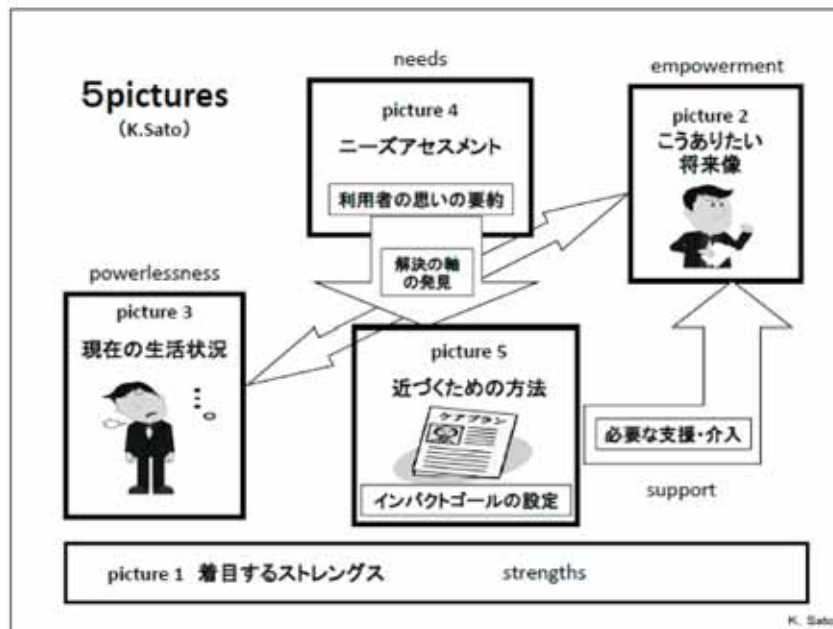 5pictures
(K.Sato)
needs
picture 4
ニーズアセスメント
利用者の思いの要約
empowerment
picture 2
こうありたい
将来像
解決の軸
の発見
powerlessness
picture 3
現在の生活状況
picture 5
近づくための方法
ケアプラン
インパクトゴールの設定
必要な支援・介入
support
picture 1 着目するストレングス strengths
K. Sato